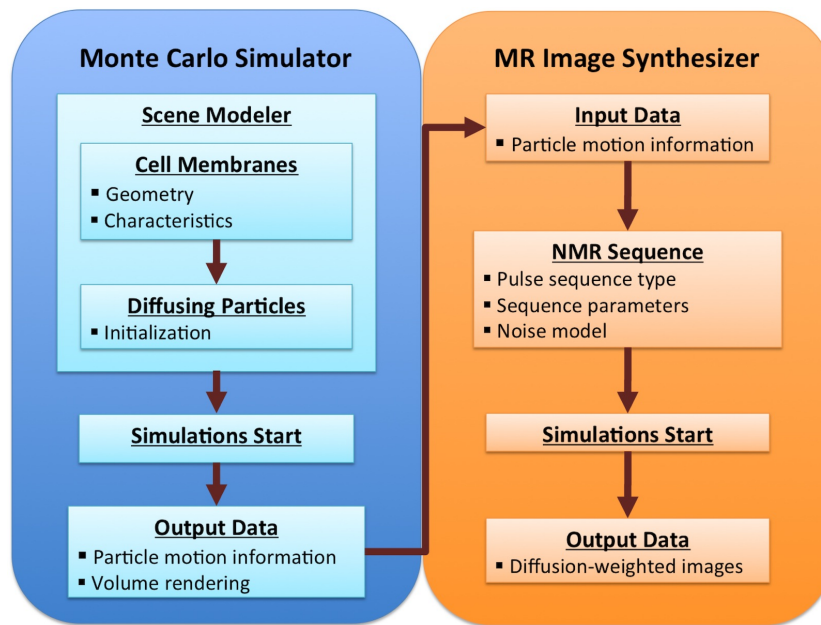 Monte Carlo Simulator
Scene Modeler
Cell Membranes
▪ Geometry
▪ Characteristics
Diffusing Particles
▪ Initialization
Simulations Start
Output Data
▪ Particle motion information
▪ Volume rendering
MR Image Synthesizer
Input Data
▪ Particle motion information
NMR Sequence
▪ Pulse sequence type
▪ Sequence parameters
▪ Noise model
Simulations Start
Output Data
▪ Diffusion-weighted images